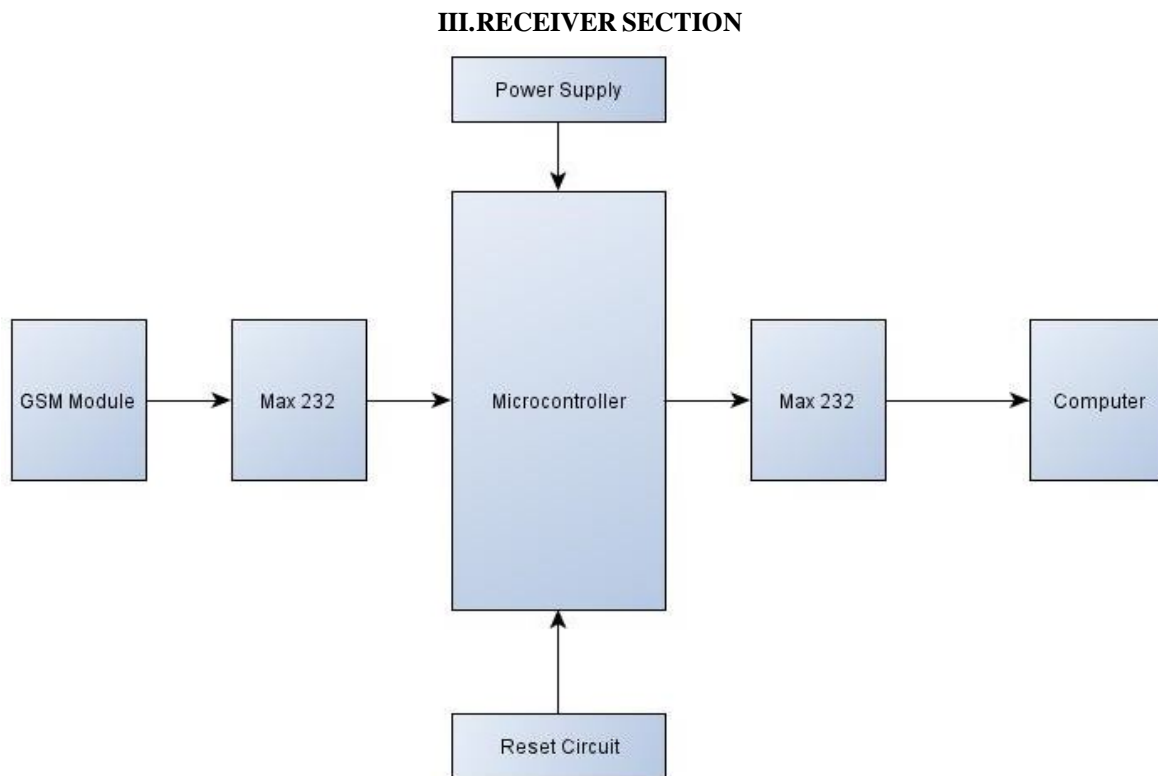 III.RECEIVER SECTION
Power Supply
GSM Module
Max 232
Microcontroller
Max 232
Computer
Reset Circuit